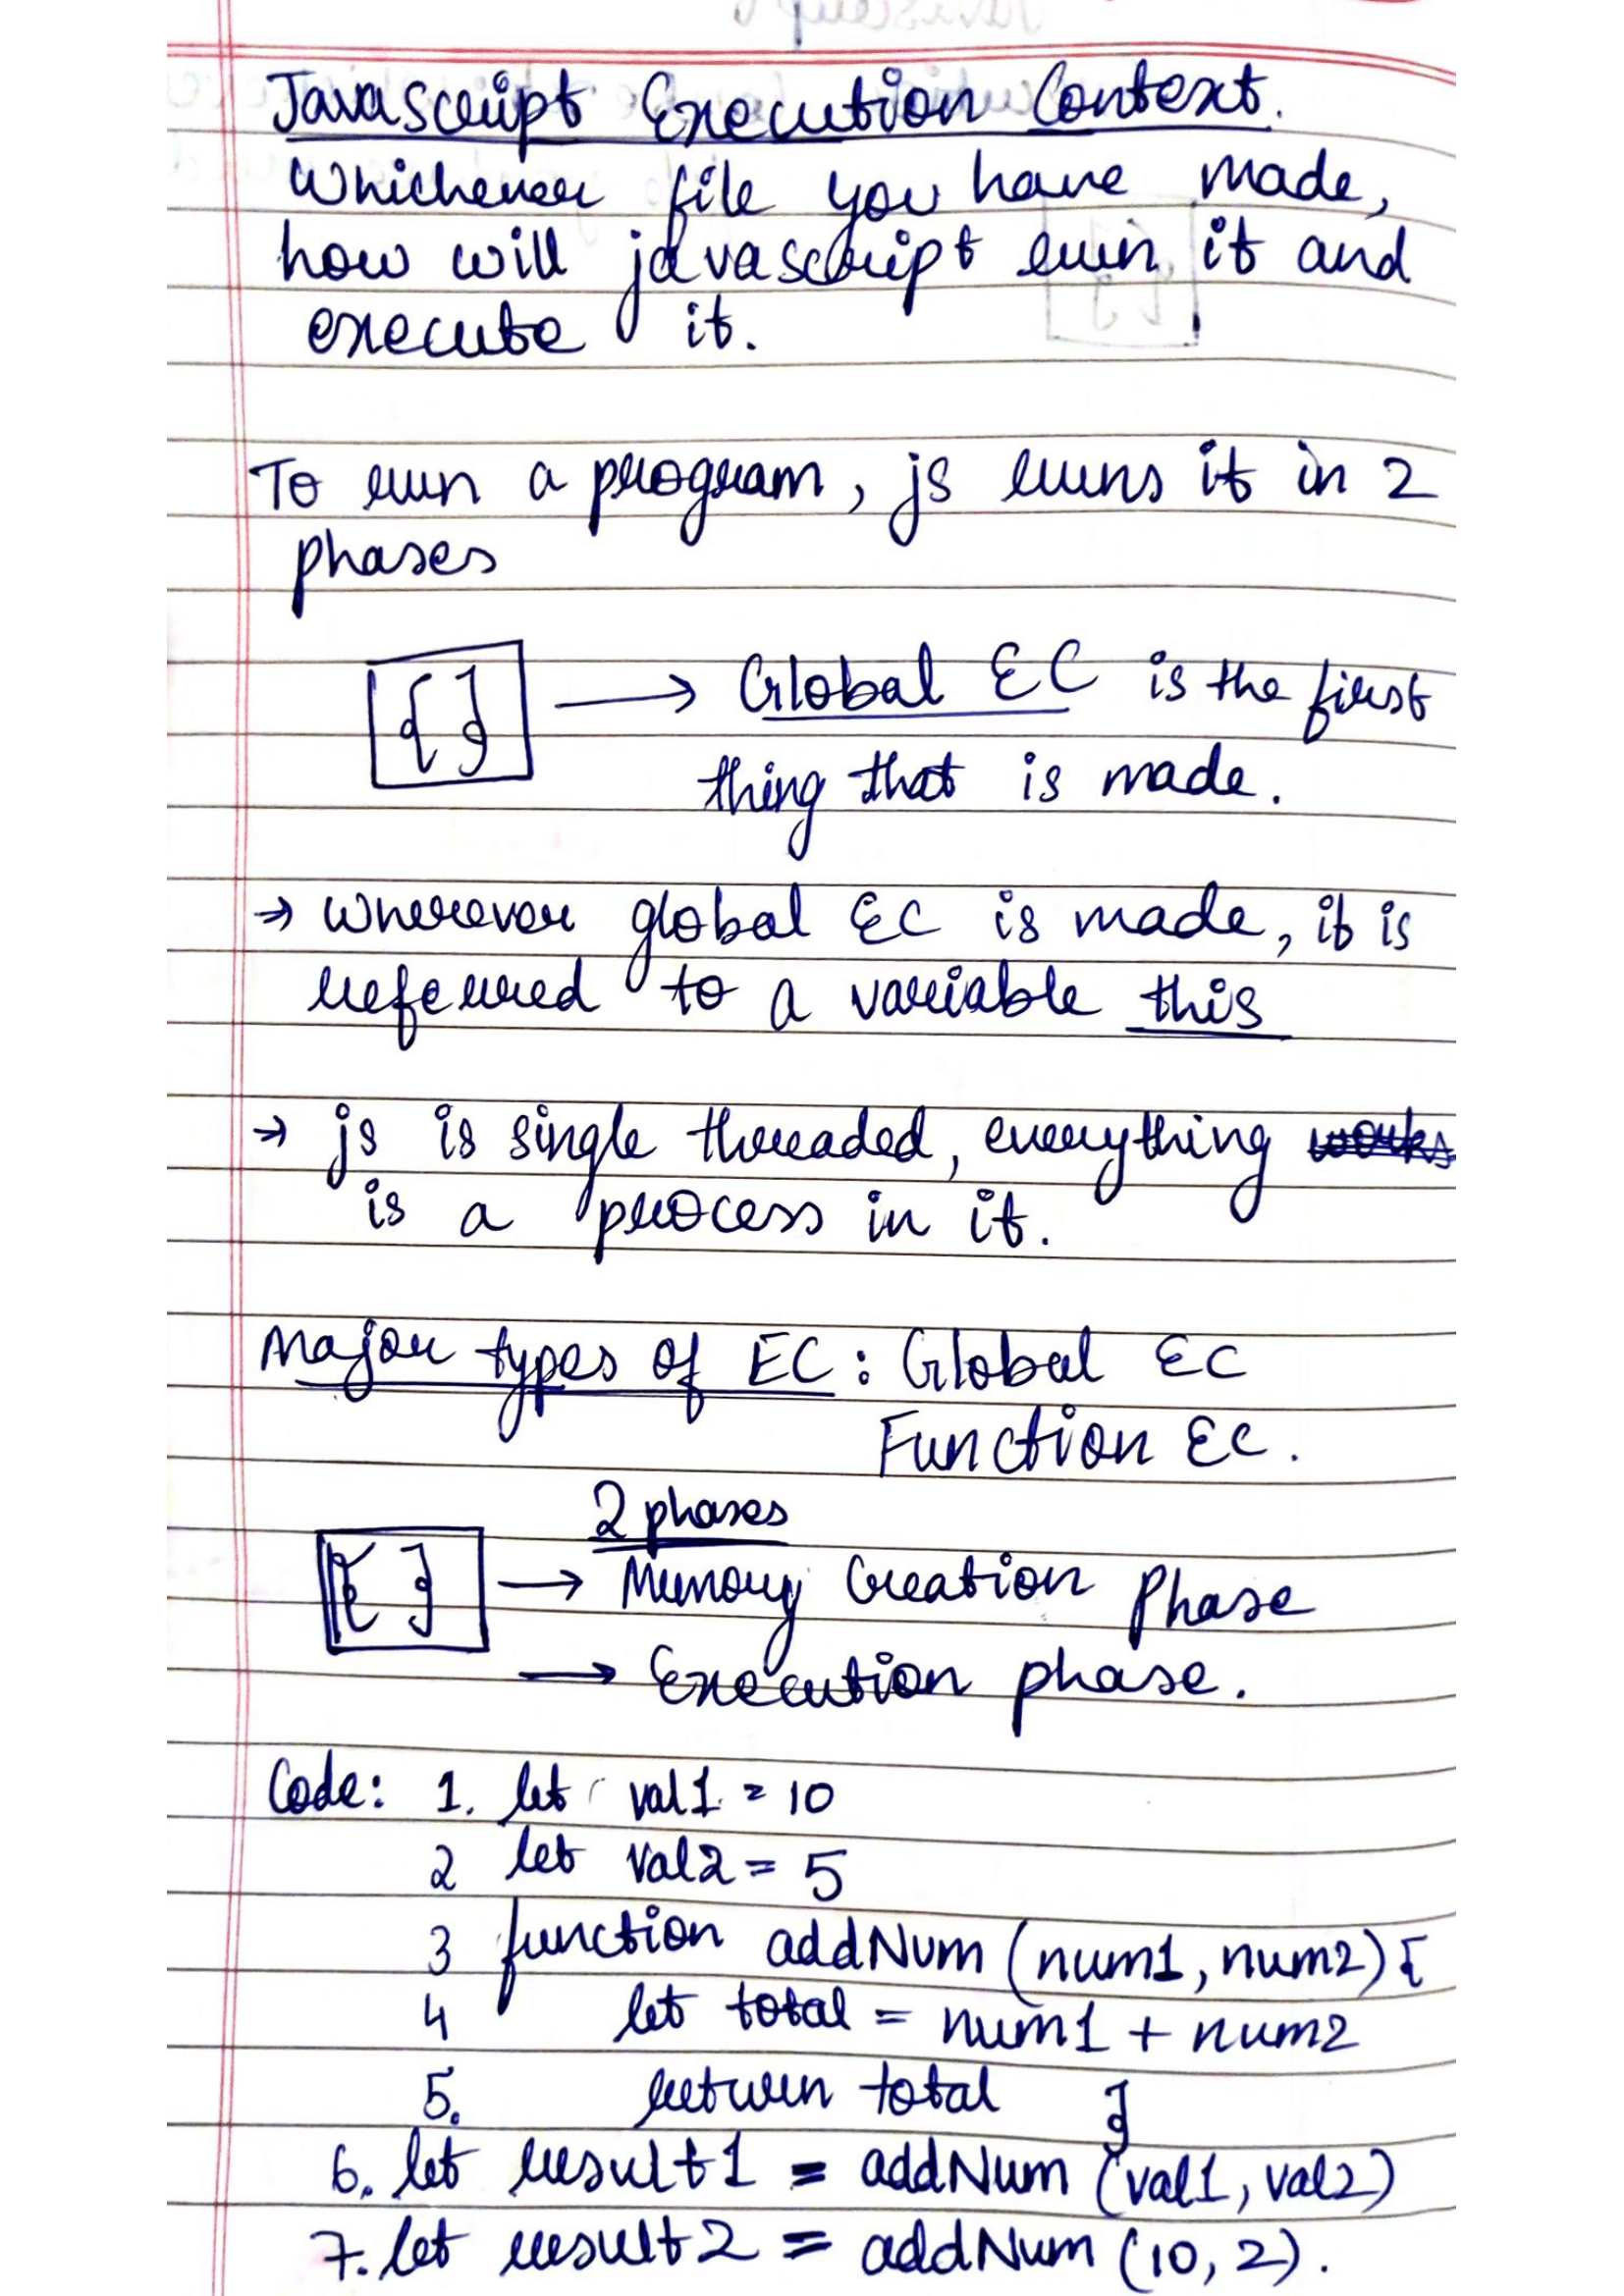 Javascript Execution Context.
Whichever file you have made,
how will javascript run it and
execute it.
To run a program, js runs it in 2
phases
{ } → Global EC is the first
thing that is made.
→ wherever global EC is made, it is
referred to a variable this
→ js is single threaded, everything works
is a process in it.
Major types of EC: Global EC
Function EC.
2 phases
{ } → Memory Creation Phase
→ Execution phase.
Code: 1. let val1 = 10
2 let val2 = 5
3 function addNum (num1, num2) {
4 let total = num1 + num2
5. return total }
6. let result1 = addNum (val1, val2)
7. let result2 = addNum (10, 2).